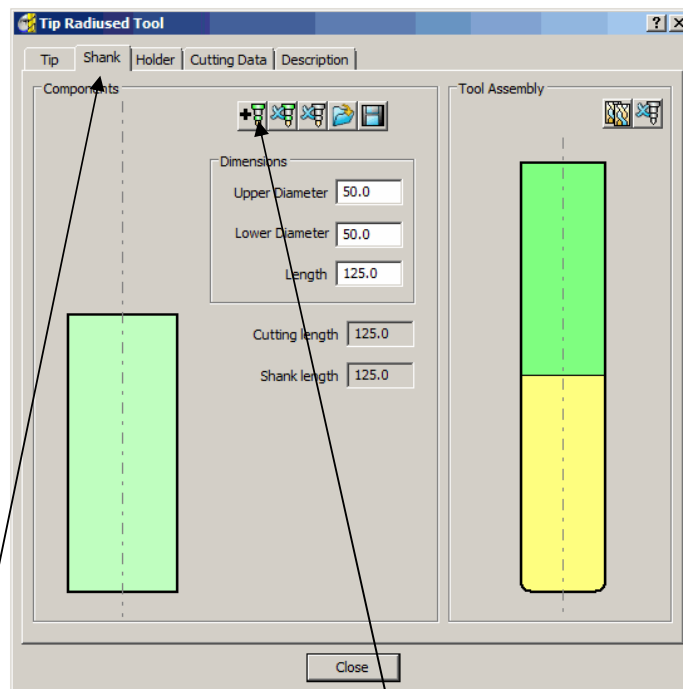 Tip Radiused Tool
Tip Shank Holder Cutting Data Description
Components
Tool Assembly
Dimensions
Upper Diameter 50.0
Lower Diameter 50.0
Length 125.0
Cutting length 125.0
Shank length 125.0
Close